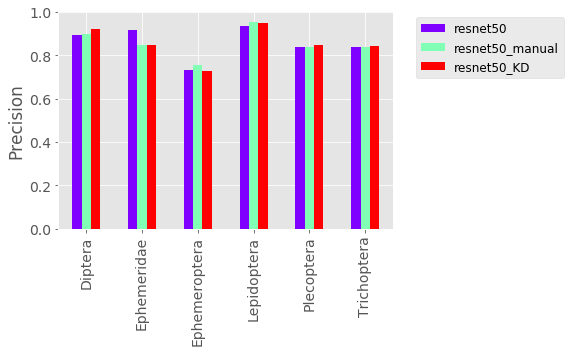 1.0
0.8
0.6
0.4
0.2
0.0
Precision
Diptera
Ephemeridae
Ephemeroptera
Lepidoptera
Plecoptera
Trichoptera
resnet50
resnet50_manual
resnet50_KD